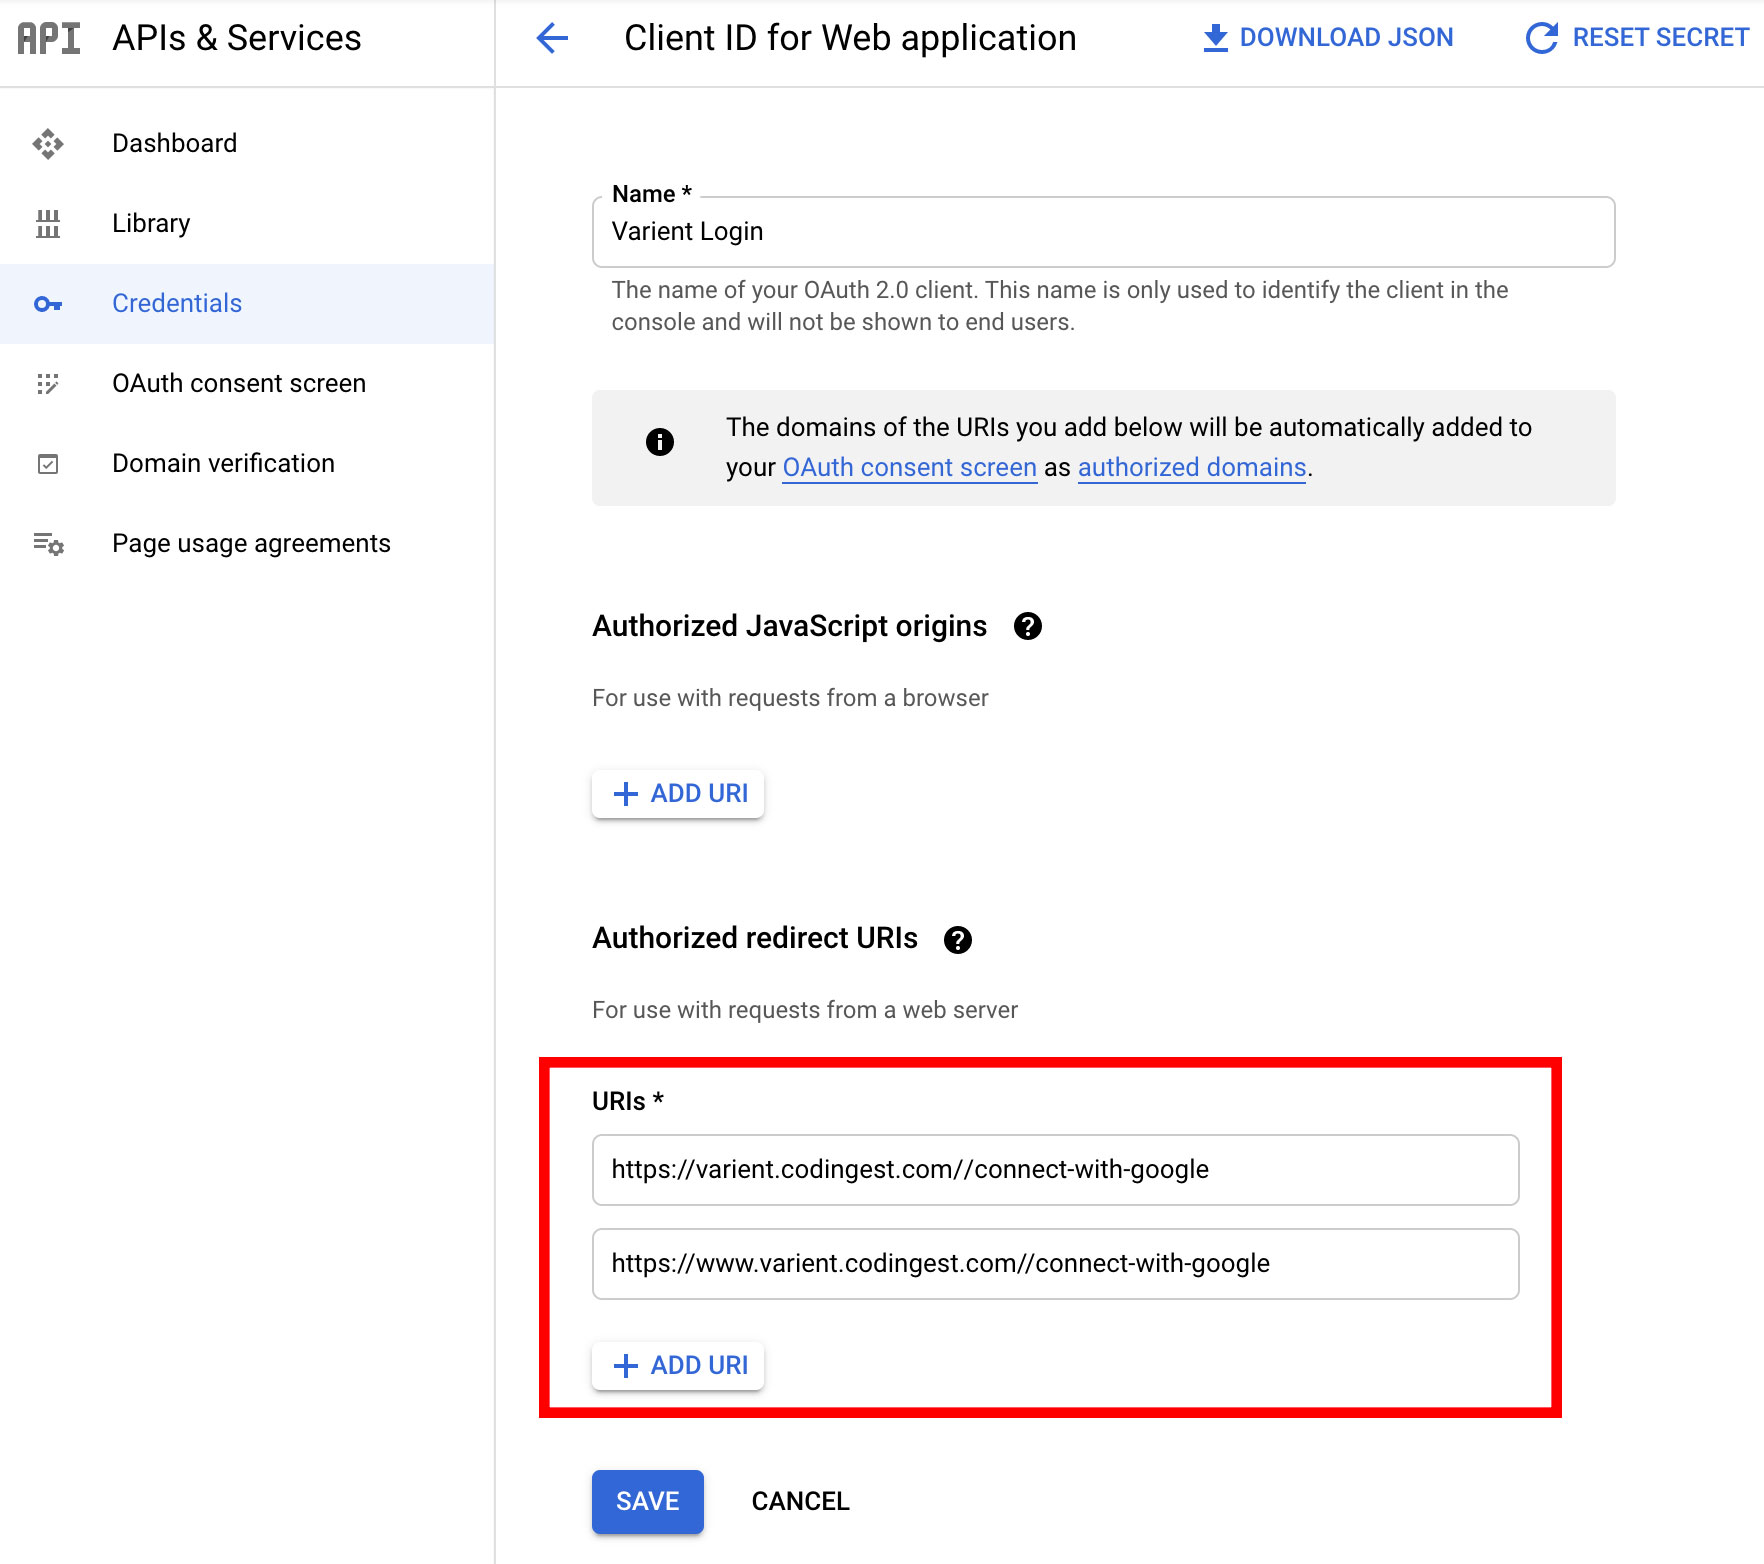 API APIs & Services
Client ID for Web application
DOWNLOAD JSON
RESET SECRET
Dashboard
Library
Credentials
OAuth consent screen
Domain verification
Page usage agreements
Name *
Varient Login
The name of your OAuth 2.0 client. This name is only used to identify the client in the
console and will not be shown to end users.
The domains of the URIs you add below will be automatically added to
your OAuth consent screen as authorized domains.
Authorized JavaScript origins
For use with requests from a browser
ADD URI
Authorized redirect URIs
For use with requests from a web server
URIs *
https://varient.codingest.com//connect-with-google
https://www.varient.codingest.com//connect-with-google
ADD URI
SAVE
CANCEL